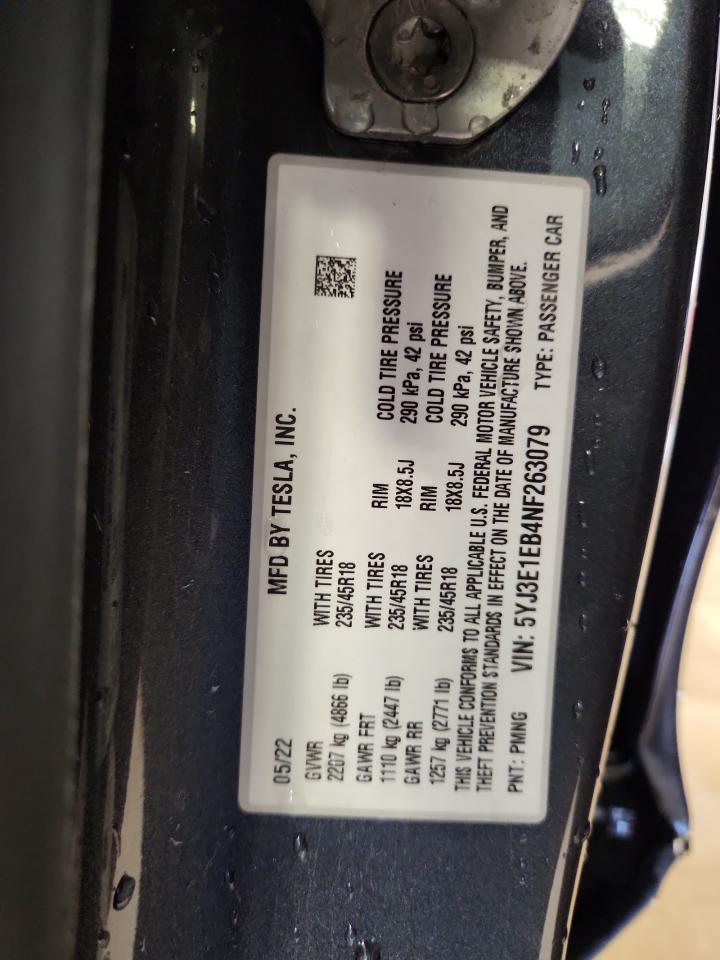 05/22 MFD BY TESLA, INC.
GVWR WITH TIRES
2207 kg (4866 lb) 235/45R18
GAWR FRT WITH TIRES RIM COLD TIRE PRESSURE
1110 kg (2447 lb) 235/45R18 18X8.5J 290 kPa, 42 psi
GAWR RR WITH TIRES RIM COLD TIRE PRESSURE
1257 kg (2771 lb) 235/45R18 18X8.5J 290 kPa, 42 psi
THIS VEHICLE CONFORMS TO ALL APPLICABLE U.S. FEDERAL MOTOR VEHICLE SAFETY, BUMPER, AND
THEFT PREVENTION STANDARDS IN EFFECT ON THE DATE OF MANUFACTURE SHOWN ABOVE.
PNT: PMNG VIN: 5YJ3E1EB4NF263079 TYPE: PASSENGER CAR